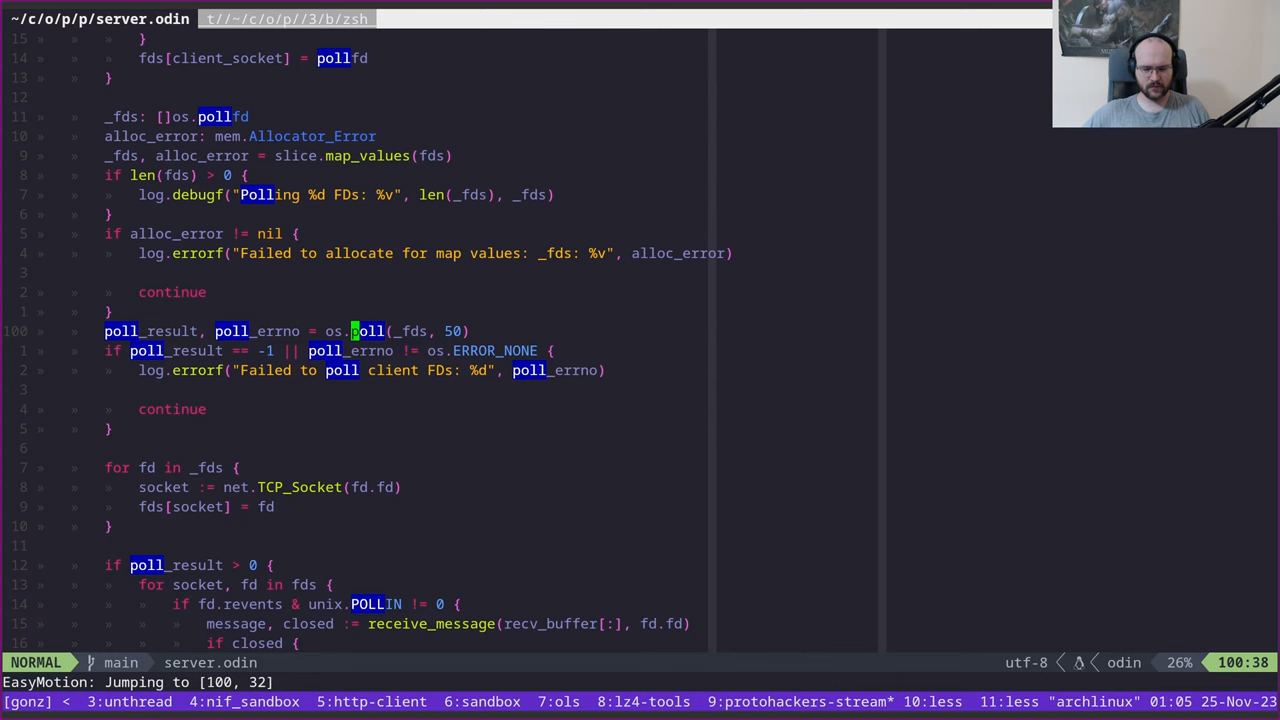 ~/c/o/p/p/server.odin t//~/c/o/p//3/b/zsh
15 » » }
14 » » fds[client_socket] = pollfd
13 » » }
12
11 » » _fds: []os.pollfd
10 » » alloc_error: mem.Allocator_Error
9 » » _fds, alloc_error = slice.map_values(fds)
8 » » if len(fds) > 0 {
7 » » » log.debugf("Polling %d FDs: %v", len(_fds), _fds)
6 » » }
5 » » if alloc_error != nil {
4 » » » log.errorf("Failed to allocate for map values: _fds: %v", alloc_error)
3
2 » » » continue
1 » » }
100 » » poll_result, poll_errno = os.poll(_fds, 50)
1 » » if poll_result == -1 || poll_errno != os.ERROR_NONE {
2 » » » log.errorf("Failed to poll client FDs: %d", poll_errno)
3
4 » » » continue
5 » » }
6
7 » » for fd in _fds {
8 » » » socket := net.TCP_Socket(fd.fd)
9 » » » fds[socket] = fd
10 » » }
11
12 » » if poll_result > 0 {
13 » » » for socket, fd in fds {
14 » » » » if fd.revents & unix.POLLIN != 0 {
15 » » » » » message, closed := receive_message(recv_buffer[:], fd.fd)
16 » » » » » if closed {
NORMAL main server.odin utf-8 odin 26% 100:38
EasyMotion: Jumping to [100, 32]
[gonz] < 3:unthread 4:nif_sandbox 5:http-client 6:sandbox 7:ols 8:lz4-tools 9:protohackers-stream* 10:less 11:less "archlinux" 01:05 25-Nov-23